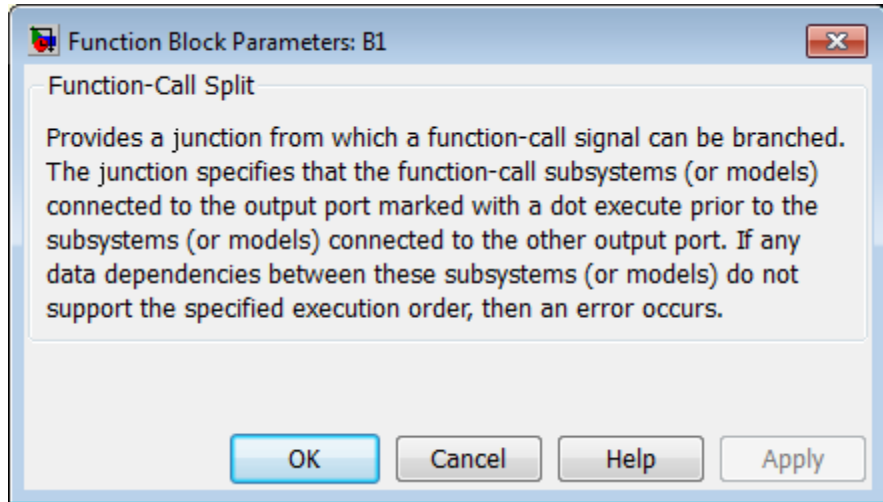 Function Block Parameters: B1
Function-Call Split
Provides a junction from which a function-call signal can be branched.
The junction specifies that the function-call subsystems (or models)
connected to the output port marked with a dot execute prior to the
subsystems (or models) connected to the other output port. If any
data dependencies between these subsystems (or models) do not
support the specified execution order, then an error occurs.
OK Cancel Help Apply